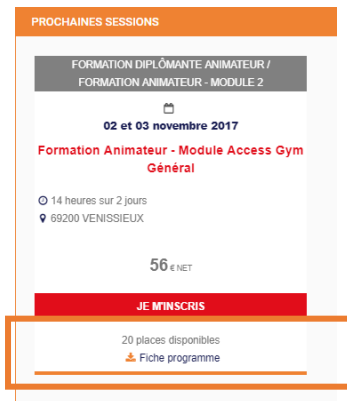 PROCHAINES SESSIONS
FORMATION DIPLÔMANTE ANIMATEUR /
FORMATION ANIMATEUR - MODULE 2
02 et 03 novembre 2017
Formation Animateur - Module Access Gym
Général
14 heures sur 2 jours
69200 VENISSIEUX
56 € NET
JE M'INSCRIS
20 places disponibles
Fiche programme